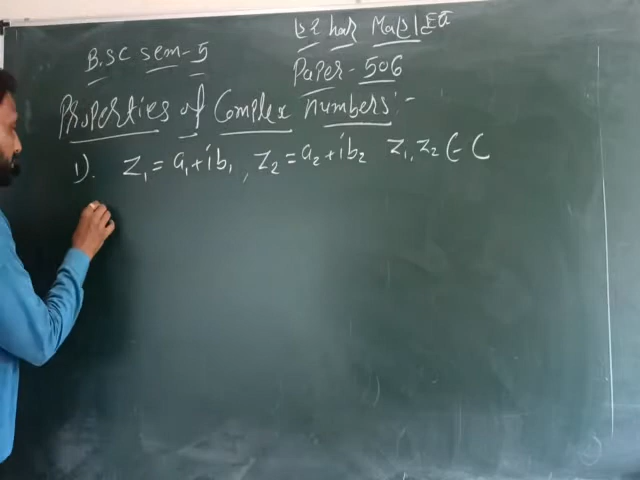 B.SC Sem-5
Paper-506
Properties of Complex Numbers:-
1). Z₁ = a₁+ib₁, Z₂ = a₂+ib₂ Z₁, Z₂ ∈ C